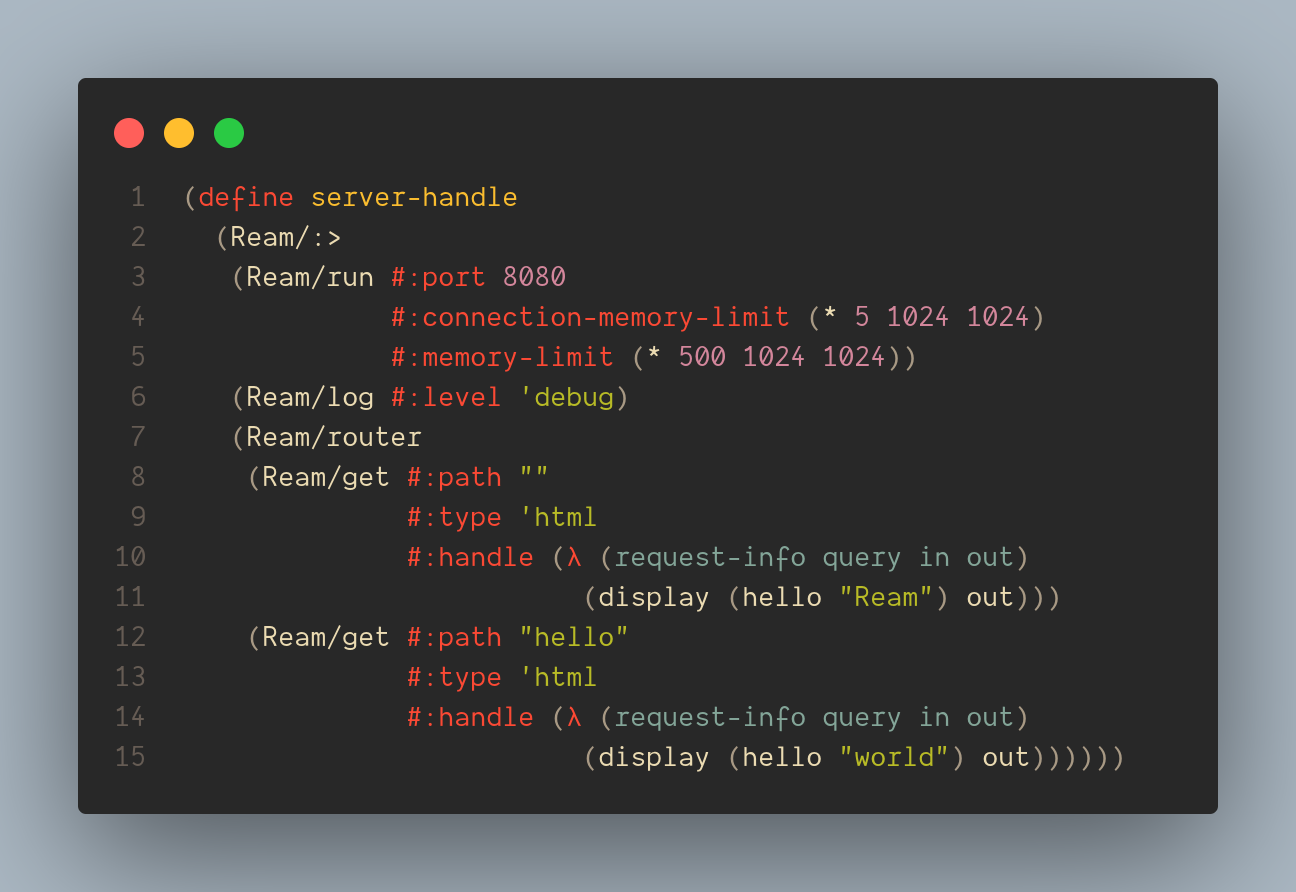 1 (define server-handle
2   (Ream/:>
3    (Ream/run #:port 8080
4              #:connection-memory-limit (* 5 1024 1024)
5              #:memory-limit (* 500 1024 1024))
6    (Ream/log #:level 'debug)
7    (Ream/router
8     (Ream/get #:path ""
9               #:type 'html
10              #:handle (λ (request-info query in out)
11                         (display (hello "Ream") out)))
12    (Ream/get #:path "hello"
13              #:type 'html
14              #:handle (λ (request-info query in out)
15                         (display (hello "world") out))))))